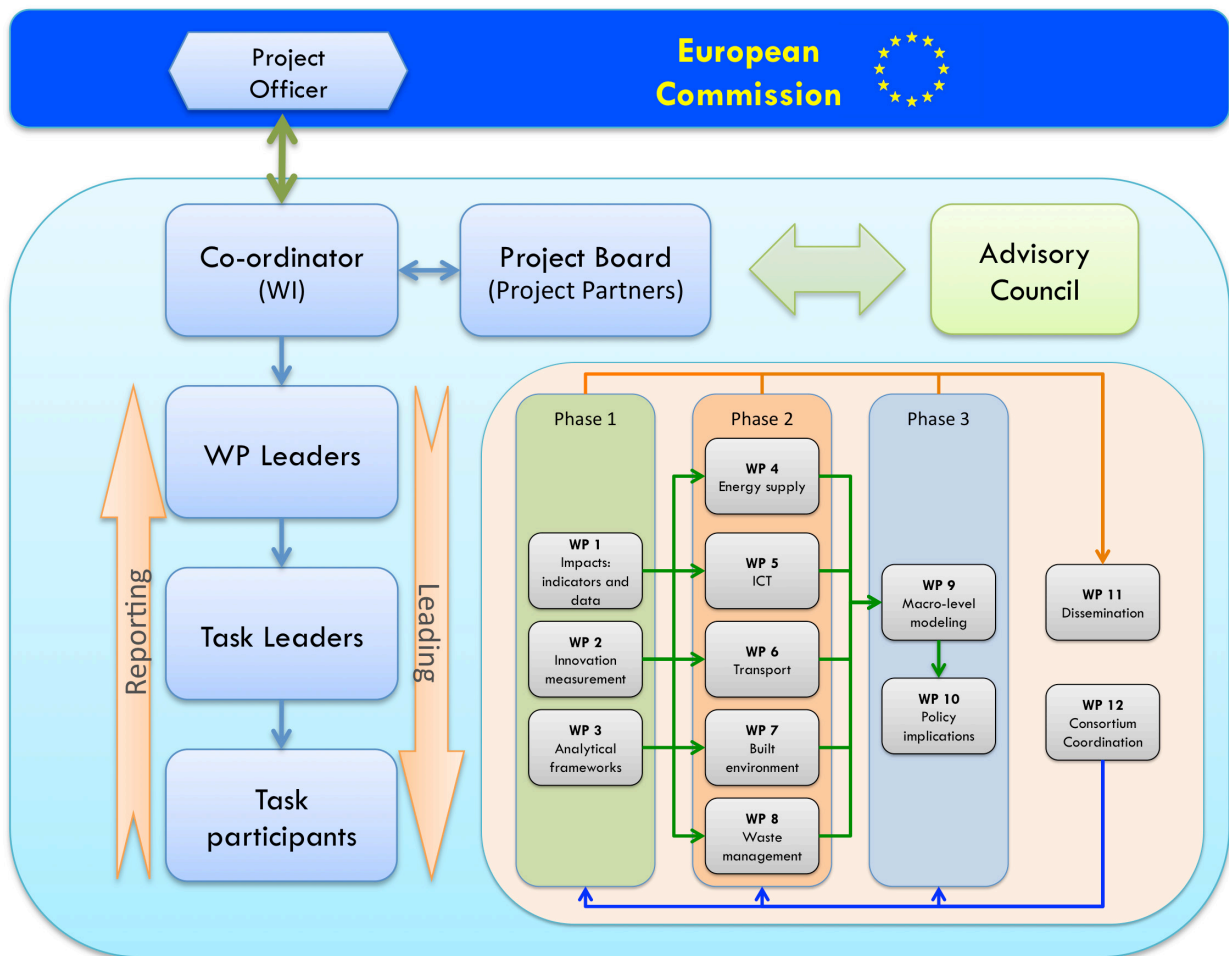 Project
Officer
European
Commission
Co-ordinator
(WI)
Project Board
(Project Partners)
Advisory
Council
WP Leaders
Task Leaders
Task
participants
Reporting
Leading
Phase 1
Phase 2
Phase 3
WP 1
Impacts:
indicators and
data
WP 2
Innovation
measurement
WP 3
Analytical
frameworks
WP 4
Energy supply
WP 5
ICT
WP 6
Transport
WP 7
Built
environment
WP 8
Waste
management
WP 9
Macro-level
modeling
WP 10
Policy
implications
WP 11
Dissemination
WP 12
Consortium
Coordination